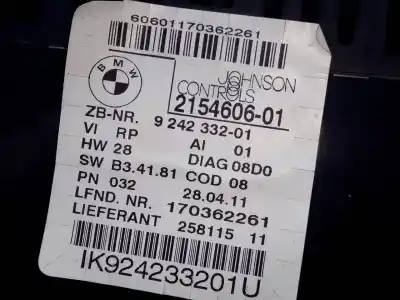 60601170362261
BMW
JOHNSON
CONTROLS
2154606-01
ZB-NR. 9 242 332-01
VI RP AI 01
HW 28 DIAG 08D0
SW B3.41.81 COD 08
PN 032 28.04.11
LFND. NR. 170362261
LIEFERANT 258115 11
IK924233201U